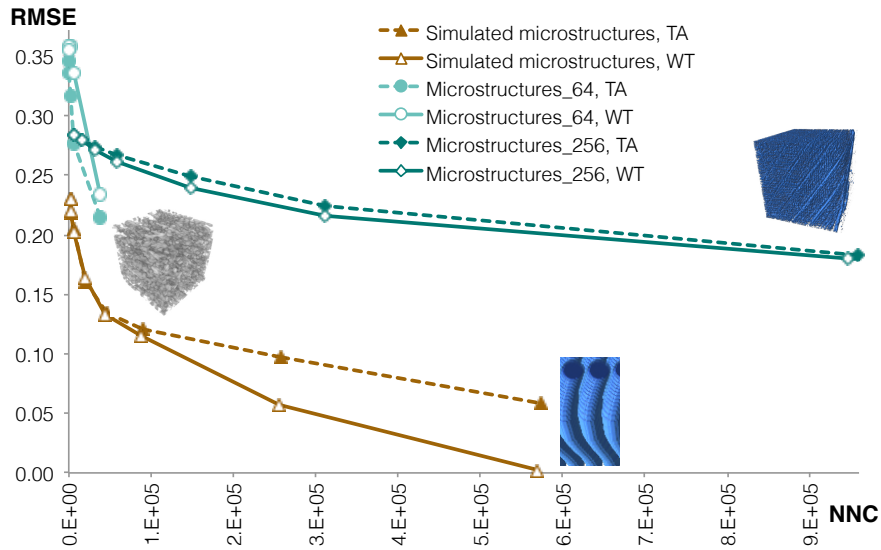 RMSE
0.35
0.30
0.25
0.20
0.15
0.10
0.05
0.00
Simulated microstructures, TA
Simulated microstructures, WT
Microstructures_64, TA
Microstructures_64, WT
Microstructures_256, TA
Microstructures_256, WT
0.E+00
1.E+05
2.E+05
3.E+05
4.E+05
5.E+05
6.E+05
7.E+05
8.E+05
9.E+05
NNC